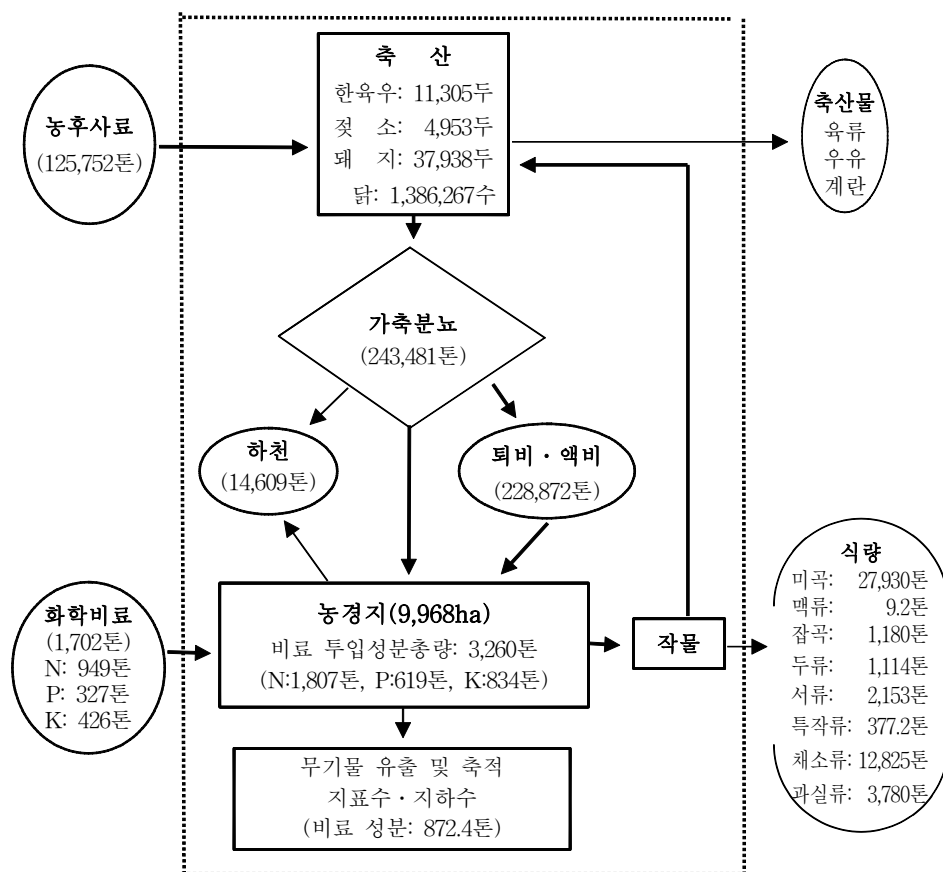 축 산
한육우: 11,305두
젖 소: 4,953두
돼 지: 37,938두
닭: 1,386,267수
농후사료
(125,752톤)
축산물
육류
우유
계란
가축분뇨
(243,481톤)
하천
(14,609톤)
퇴비·액비
(228,872톤)
화학비료
(1,702톤)
N: 949톤
P: 327톤
K: 426톤
농경지(9,968ha)
비료 투입성분총량: 3,260톤
(N:1,807톤, P:619톤, K:834톤)
작물
식량
미곡: 27,930톤
맥류: 9.2톤
잡곡: 1,180톤
두류: 1,114톤
서류: 2,153톤
특작류: 377.2톤
채소류: 12,825톤
과실류: 3,780톤
무기물 유출 및 축적
지표수·지하수
(비료 성분: 872.4톤)